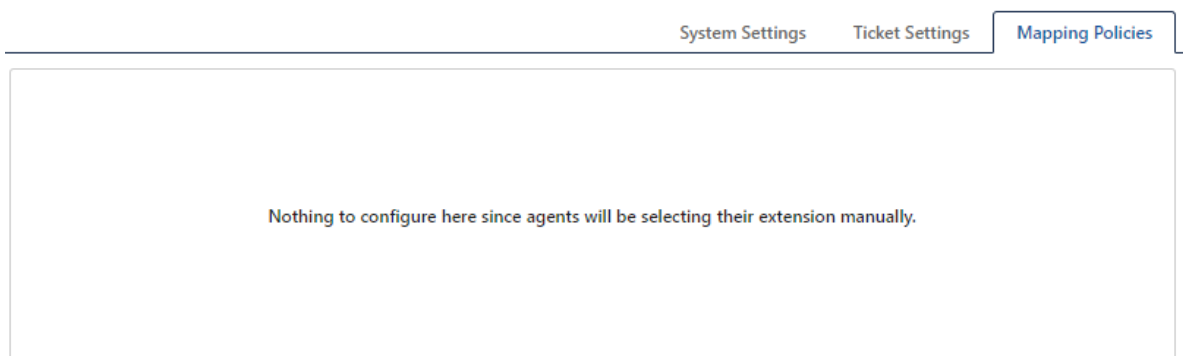 System Settings Ticket Settings Mapping Policies
Nothing to configure here since agents will be selecting their extension manually.